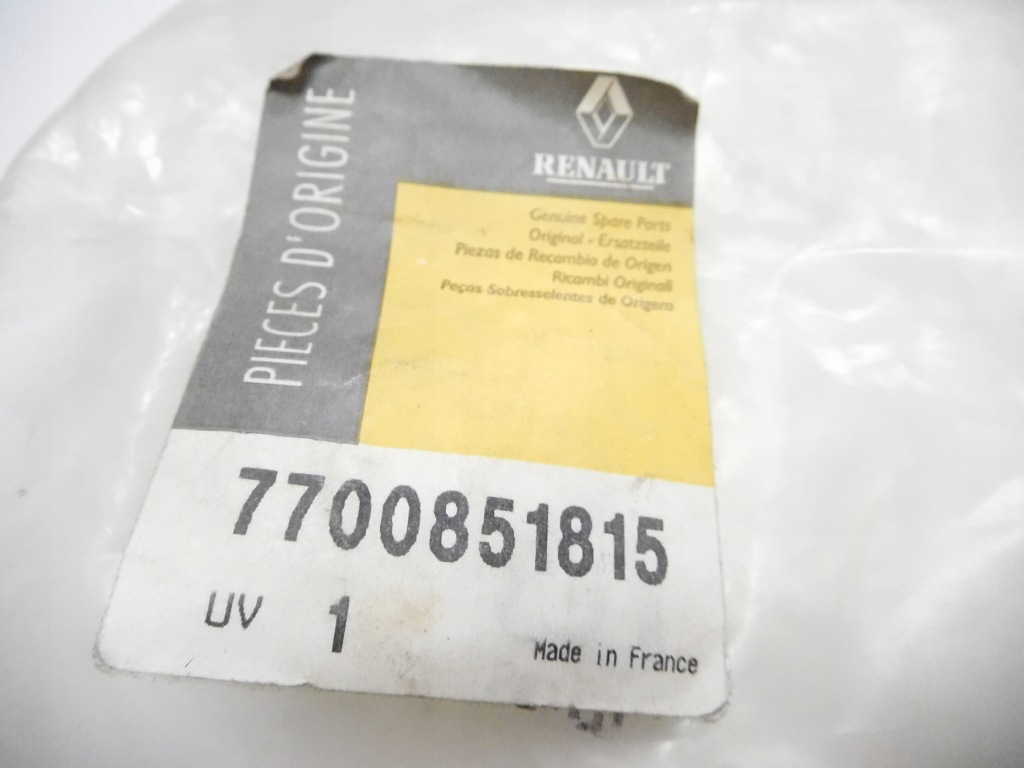 PIECES D'ORIGINE
RENAULT
Genuine Spare Parts
Original - Ersatzteile
Piezas de Recambio de Origen
Ricambi Originali
Peças Sobresselentes de Origem
7700851815
UV 1
Made in France